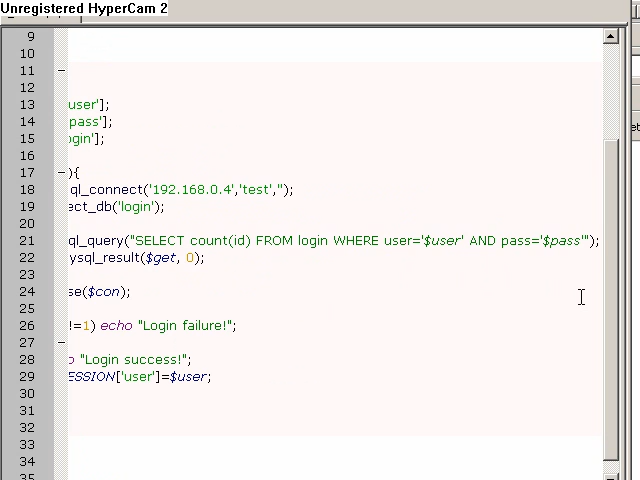 Unregistered HyperCam 2
9
10
11
12
13 user'];
14 pass'];
15 ogin'];
16
17 ){
18 ql_connect('192.168.0.4','test','');
19 ect_db('login');
20
21 ql_query("SELECT count(id) FROM login WHERE user='$user' AND pass='$pass'");
22 ysql_result($get, 0);
23
24 se($con);
25
26 !=1) echo "Login failure!";
27
28 o "Login success!";
29 ESSION['user']=$user;
30
31
32
33
34
35
et